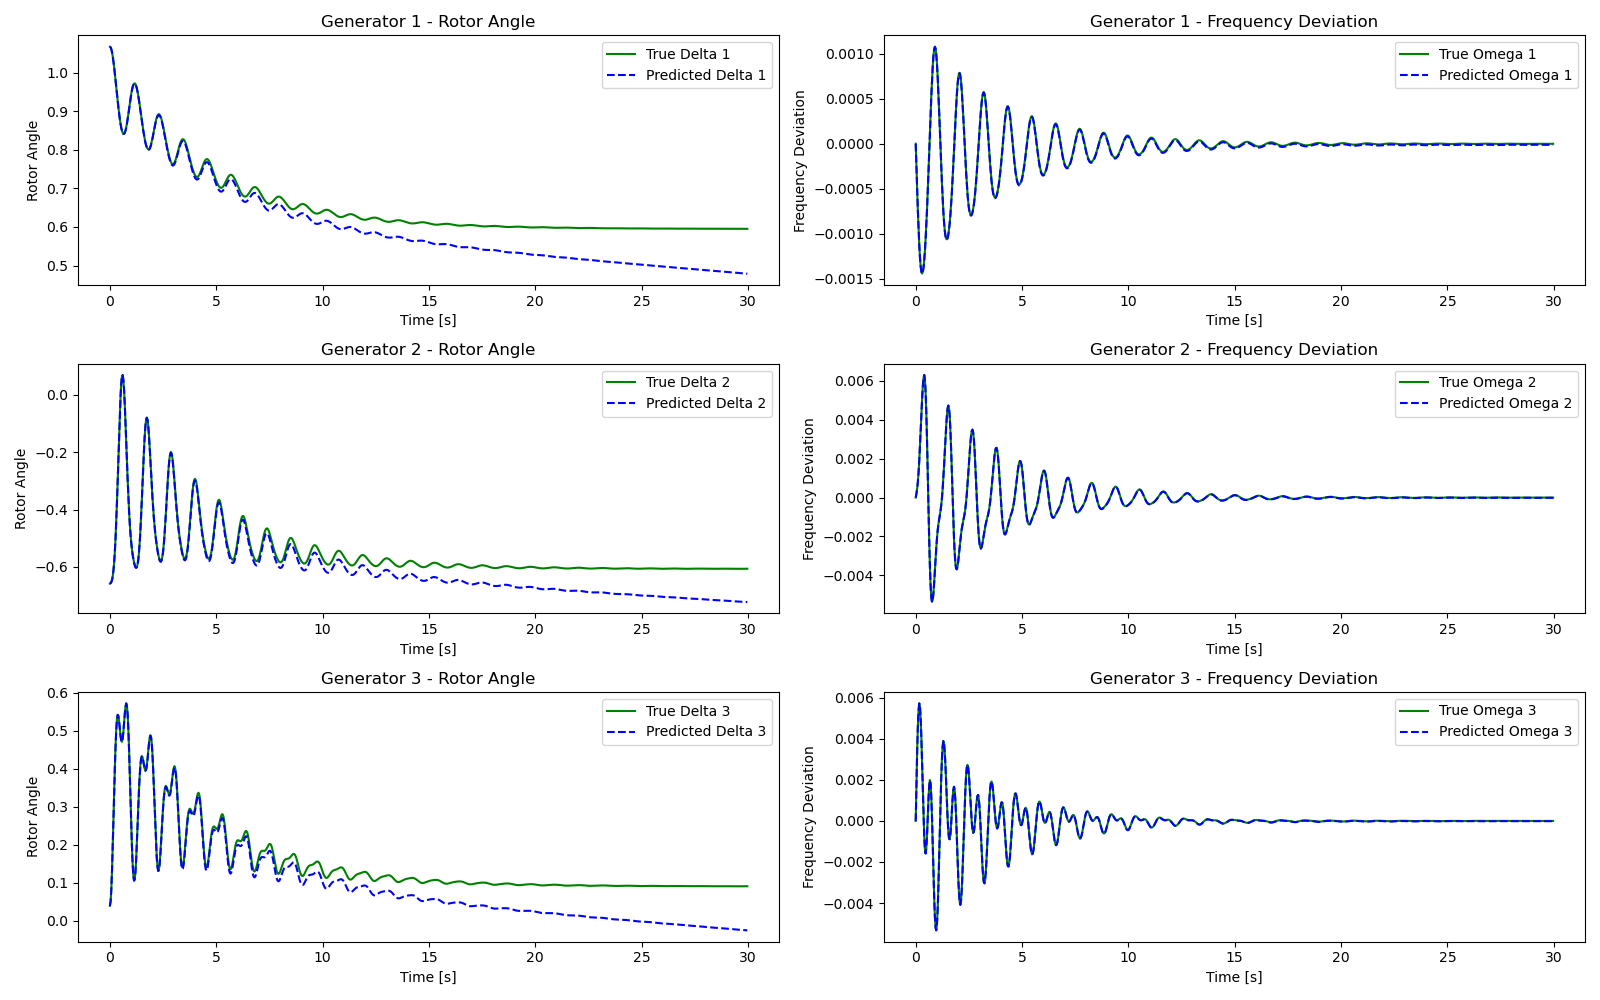 Generator 1 - Rotor Angle
Rotor Angle
1.0
0.9
0.8
0.7
0.6
0.5
True Delta 1
Predicted Delta 1
0 5 10 15 20 25 30
Time [s]
Generator 1 - Frequency Deviation
Frequency Deviation
0.0010
0.0005
0.0000
−0.0005
−0.0010
−0.0015
True Omega 1
Predicted Omega 1
0 5 10 15 20 25 30
Time [s]
Generator 2 - Rotor Angle
Rotor Angle
0.0
−0.2
−0.4
−0.6
True Delta 2
Predicted Delta 2
0 5 10 15 20 25 30
Time [s]
Generator 2 - Frequency Deviation
Frequency Deviation
0.006
0.004
0.002
0.000
−0.002
−0.004
True Omega 2
Predicted Omega 2
0 5 10 15 20 25 30
Time [s]
Generator 3 - Rotor Angle
Rotor Angle
0.6
0.5
0.4
0.3
0.2
0.1
0.0
True Delta 3
Predicted Delta 3
0 5 10 15 20 25 30
Time [s]
Generator 3 - Frequency Deviation
Frequency Deviation
0.006
0.004
0.002
0.000
−0.002
−0.004
True Omega 3
Predicted Omega 3
0 5 10 15 20 25 30
Time [s]